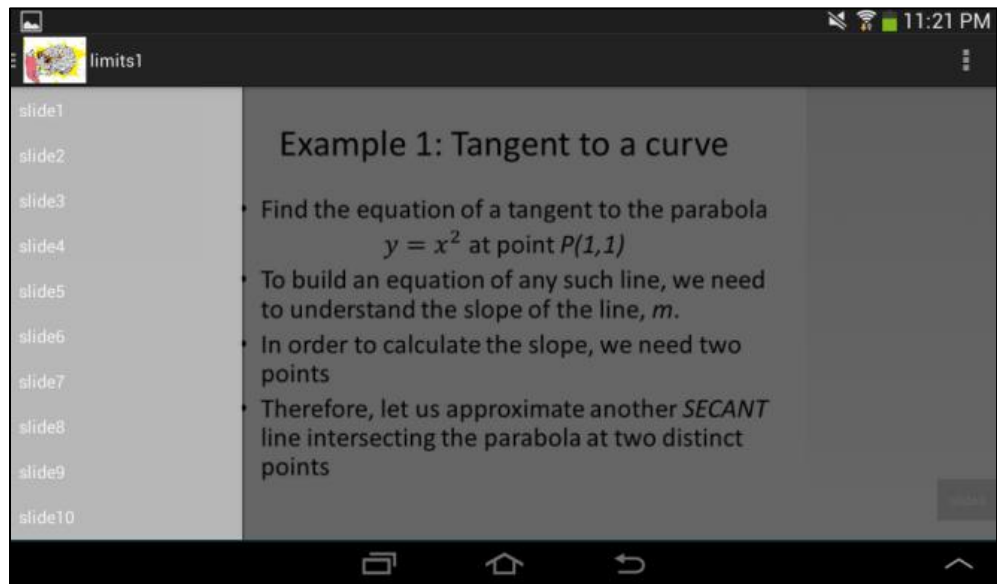 11:21 PM
limits1
slide1
slide2
slide3
slide4
slide5
slide6
slide7
slide8
slide9
slide10
Example 1: Tangent to a curve
• Find the equation of a tangent to the parabola
y = x² at point P(1,1)
• To build an equation of any such line, we need
to understand the slope of the line, m.
• In order to calculate the slope, we need two
points
• Therefore, let us approximate another SECANT
line intersecting the parabola at two distinct
points